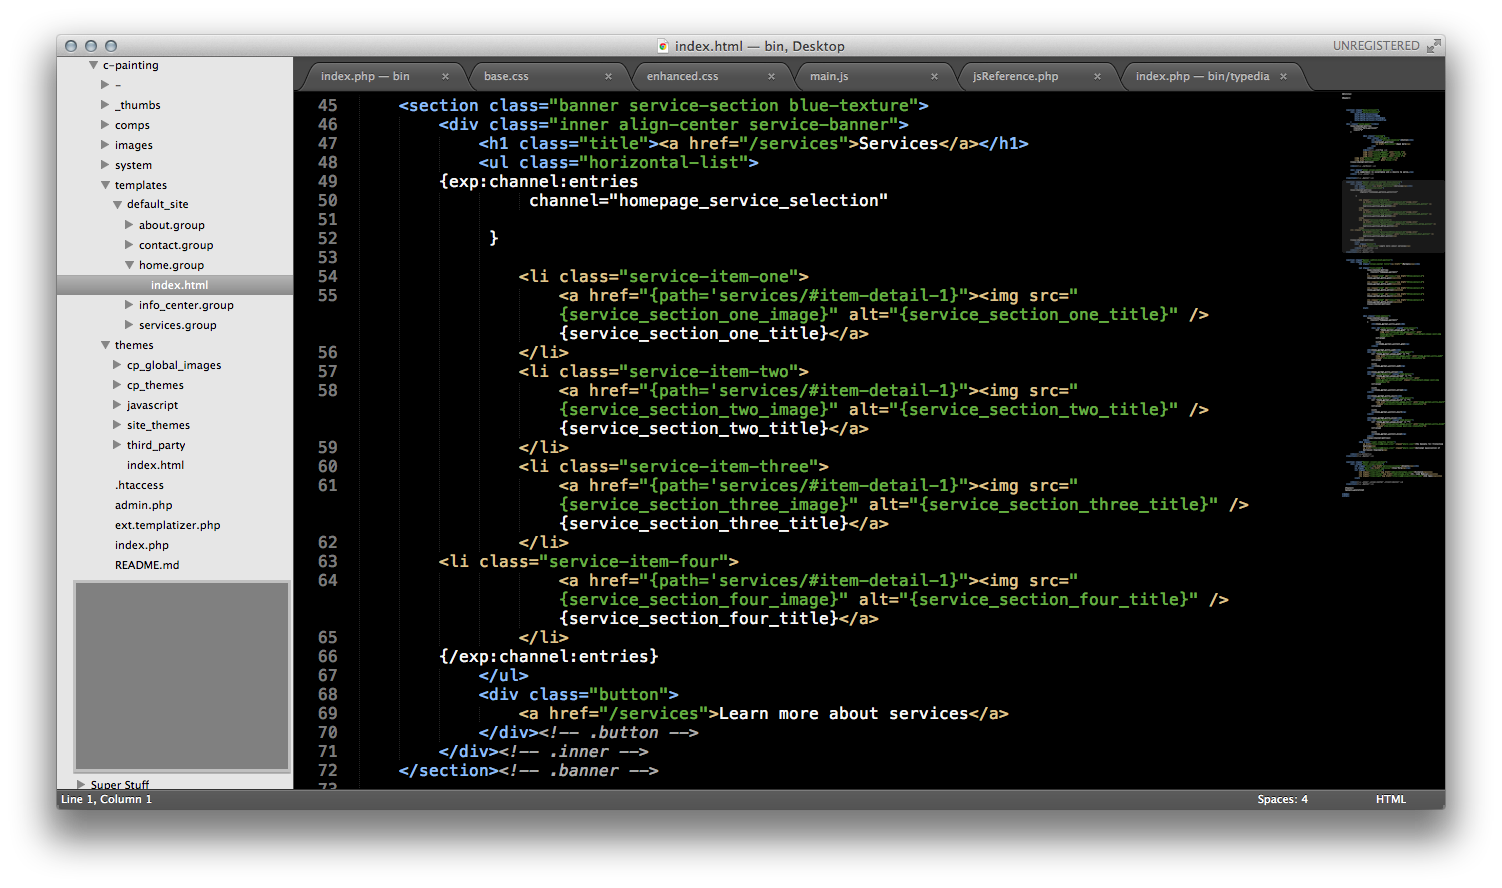 index.html — bin, Desktop
UNREGISTERED
c-painting
–
_thumbs
comps
images
system
templates
default_site
about.group
contact.group
home.group
index.html
info_center.group
services.group
themes
cp_global_images
cp_themes
javascript
site_themes
third_party
index.html
.htaccess
admin.php
ext.templatizer.php
index.php
README.md
Super Stuff
index.php — bin × base.css × enhanced.css × main.js × jsReference.php × index.php — bin/typedia ×
45 <section class="banner service-section blue-texture">
46 <div class="inner align-center service-banner">
47 <h1 class="title"><a href="/services">Services</a></h1>
48 <ul class="horizontal-list">
49 {exp:channel:entries
50 channel="homepage_service_selection"
51
52 }
53
54 <li class="service-item-one">
55 <a href="{path='services/#item-detail-1}"><img src="
{service_section_one_image}" alt="{service_section_one_title}" />
{service_section_one_title}</a>
56 </li>
57 <li class="service-item-two">
58 <a href="{path='services/#item-detail-1}"><img src="
{service_section_two_image}" alt="{service_section_two_title}" />
{service_section_two_title}</a>
59 </li>
60 <li class="service-item-three">
61 <a href="{path='services/#item-detail-1}"><img src="
{service_section_three_image}" alt="{service_section_three_title}" />
{service_section_three_title}</a>
62 </li>
63 <li class="service-item-four">
64 <a href="{path='services/#item-detail-1}"><img src="
{service_section_four_image}" alt="{service_section_four_title}" />
{service_section_four_title}</a>
65 </li>
66 {/exp:channel:entries}
67 </ul>
68 <div class="button">
69 <a href="/services">Learn more about services</a>
70 </div><!-- .button -->
71 </div><!-- .inner -->
72 </section><!-- .banner -->
73
Line 1, Column 1
Spaces: 4
HTML